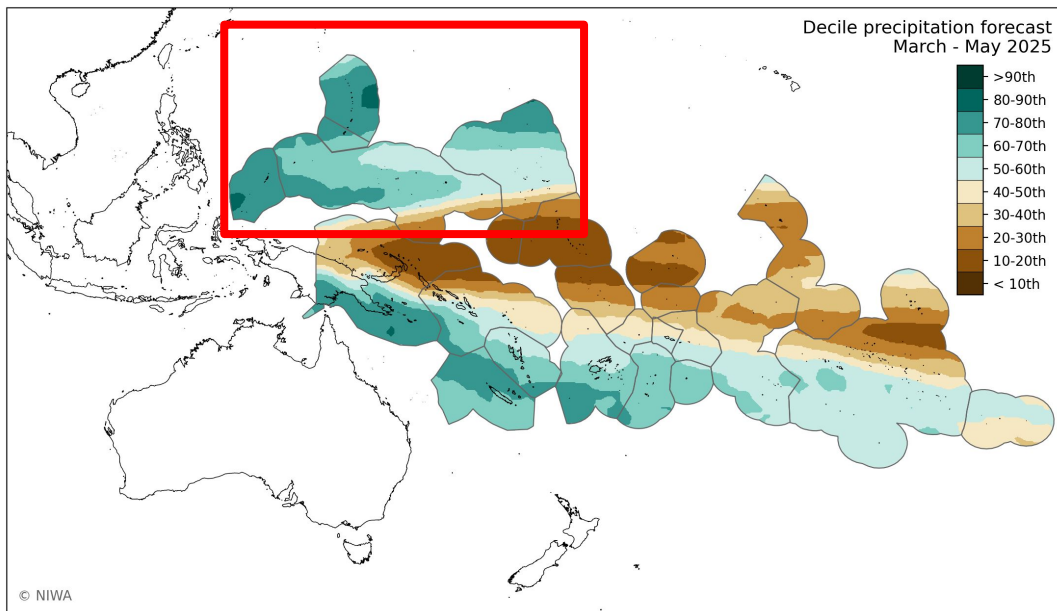 Decile precipitation forecast
March - May 2025
>90th
80-90th
70-80th
60-70th
50-60th
40-50th
30-40th
20-30th
10-20th
< 10th
© NIWA